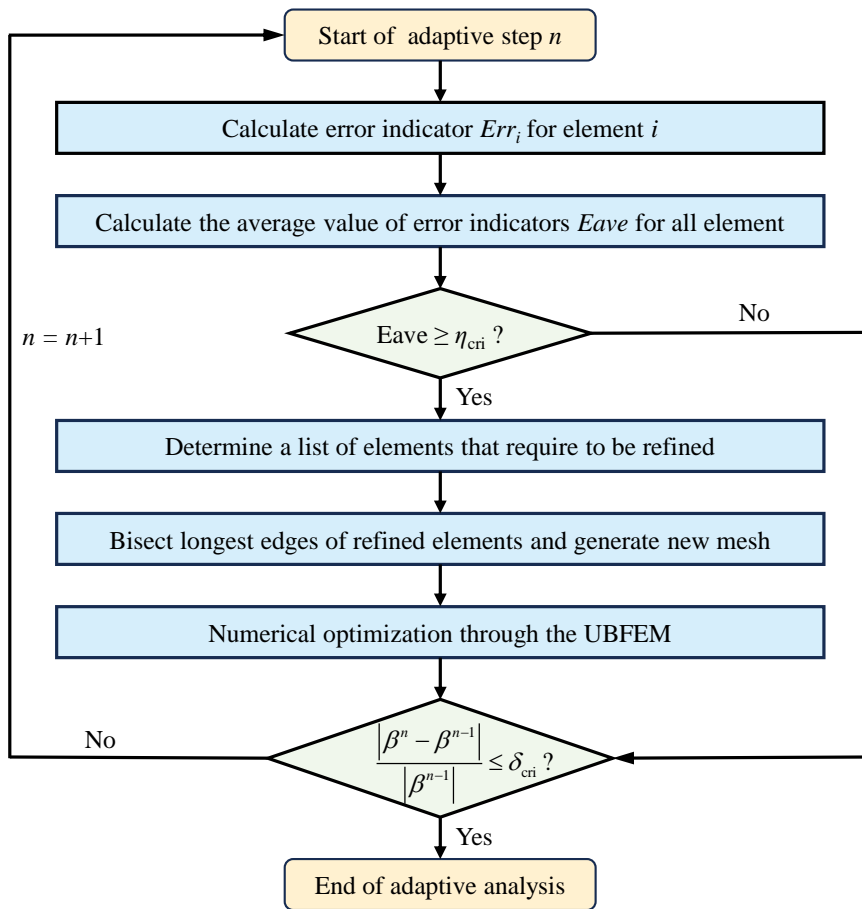 Start of adaptive step n
Calculate error indicator Errᵢ for element i
Calculate the average value of error indicators Eave for all element
Eave ≥ η_cri ?
No
n = n+1
Yes
Determine a list of elements that require to be refined
Bisect longest edges of refined elements and generate new mesh
Numerical optimization through the UBFEM
No
|βⁿ − βⁿ⁻¹| / |βⁿ⁻¹| ≤ δ_cri ?
Yes
End of adaptive analysis